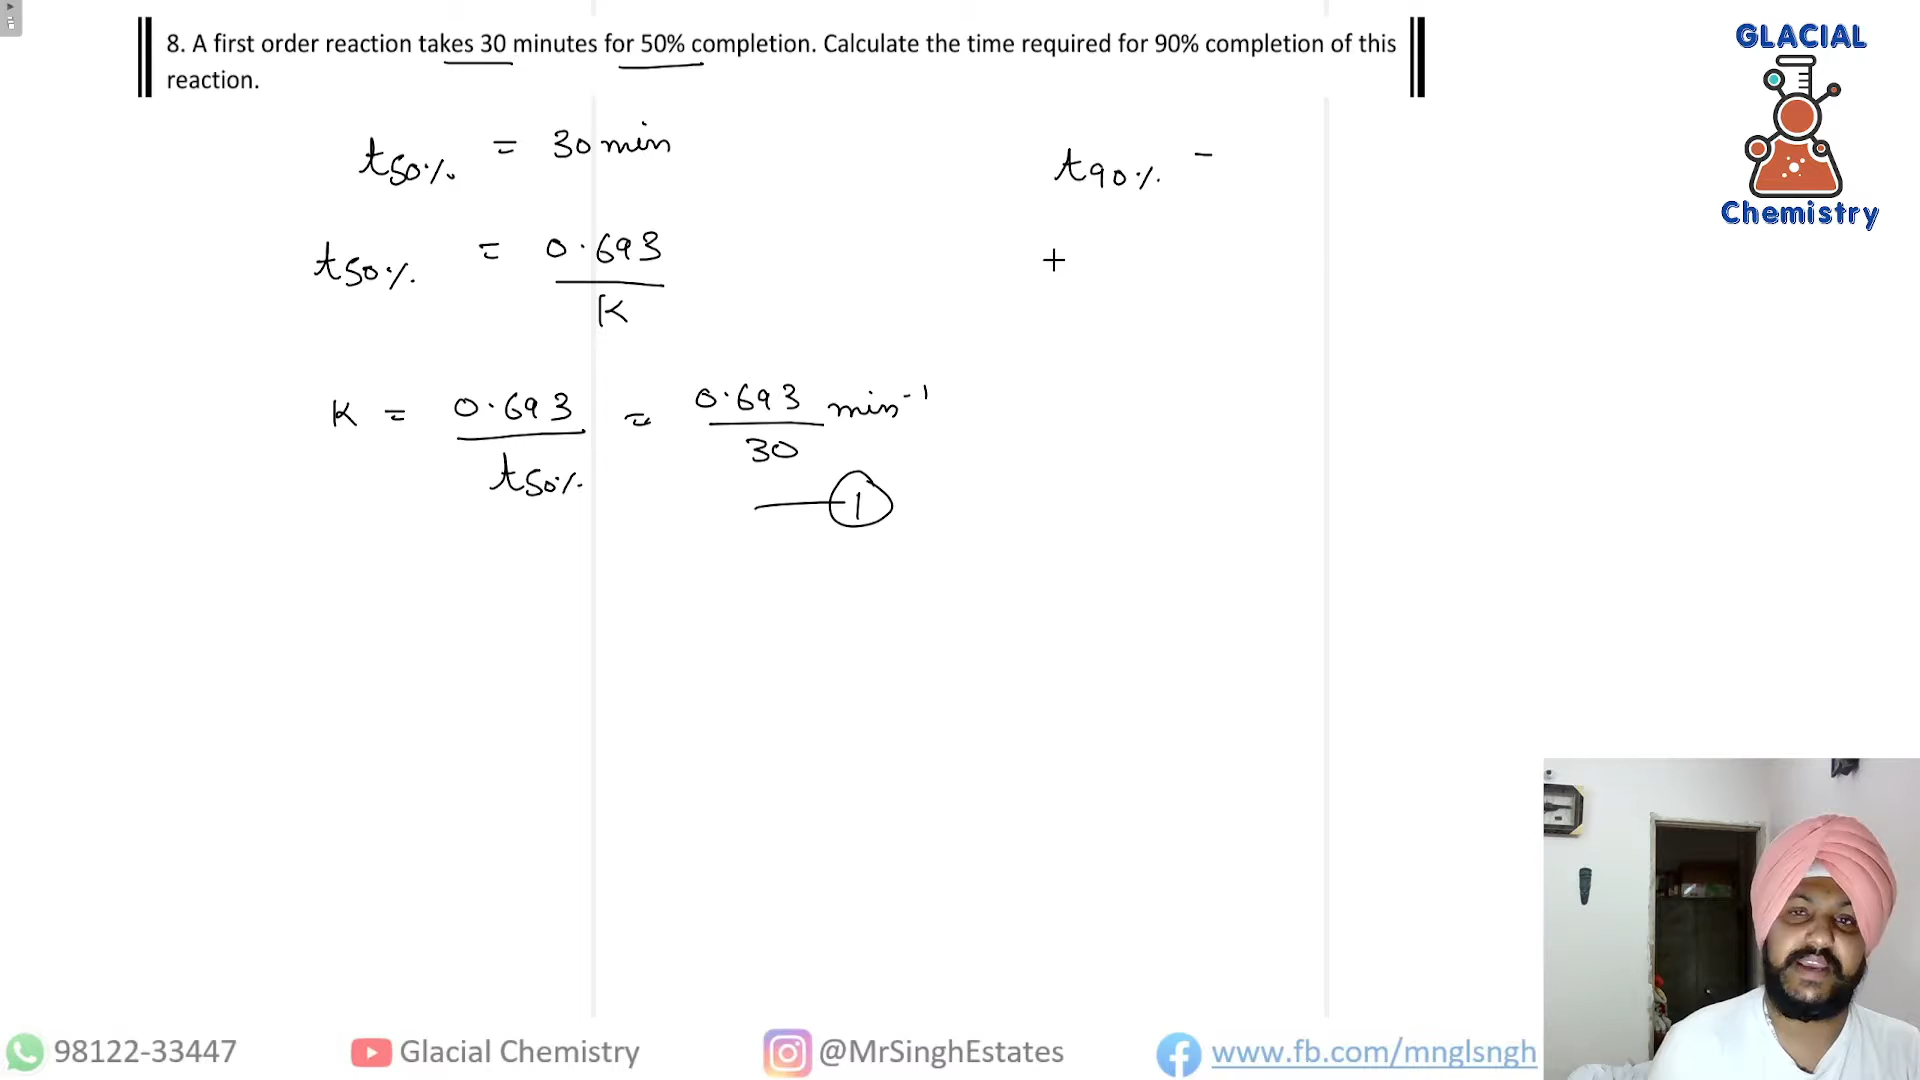 8. A first order reaction takes 30 minutes for 50% completion. Calculate the time required for 90% completion of this
reaction.
GLACIAL
Chemistry
t50% = 30 min
t50% = 0.693 / K
K = 0.693 / t50% = 0.693 / 30 min⁻¹
1
t90% -
98122-33447
Glacial Chemistry
@MrSinghEstates
www.fb.com/mnglsngh